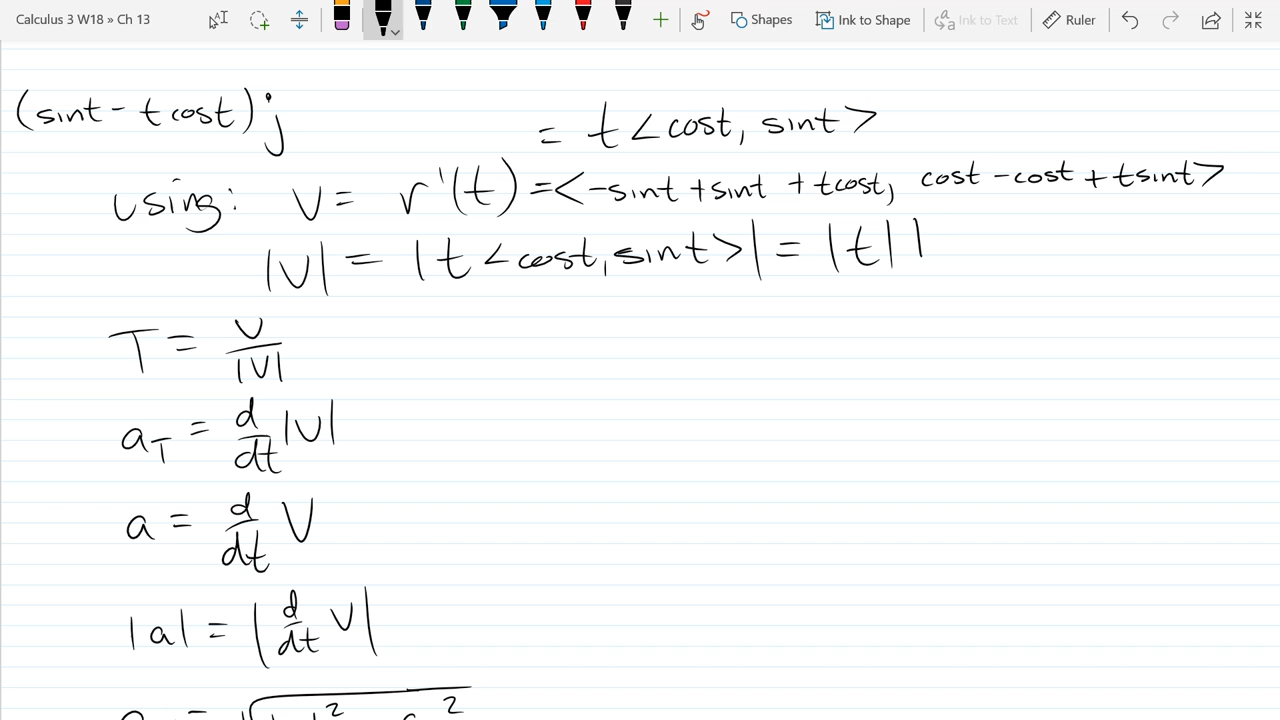 Calculus 3 W18 » Ch 13 Shapes Ink to Shape Ink to Text Ruler
(sint - t cost) j
= t < cost, sint >
using: v = r'(t) = < -sint + sint + tcost, cost - cost + tsint >
|v| = | t < cost, sint > | = |t| |
T = v / |v|
a_T = d/dt |v|
a = d/dt v
|a| = | d/dt v |